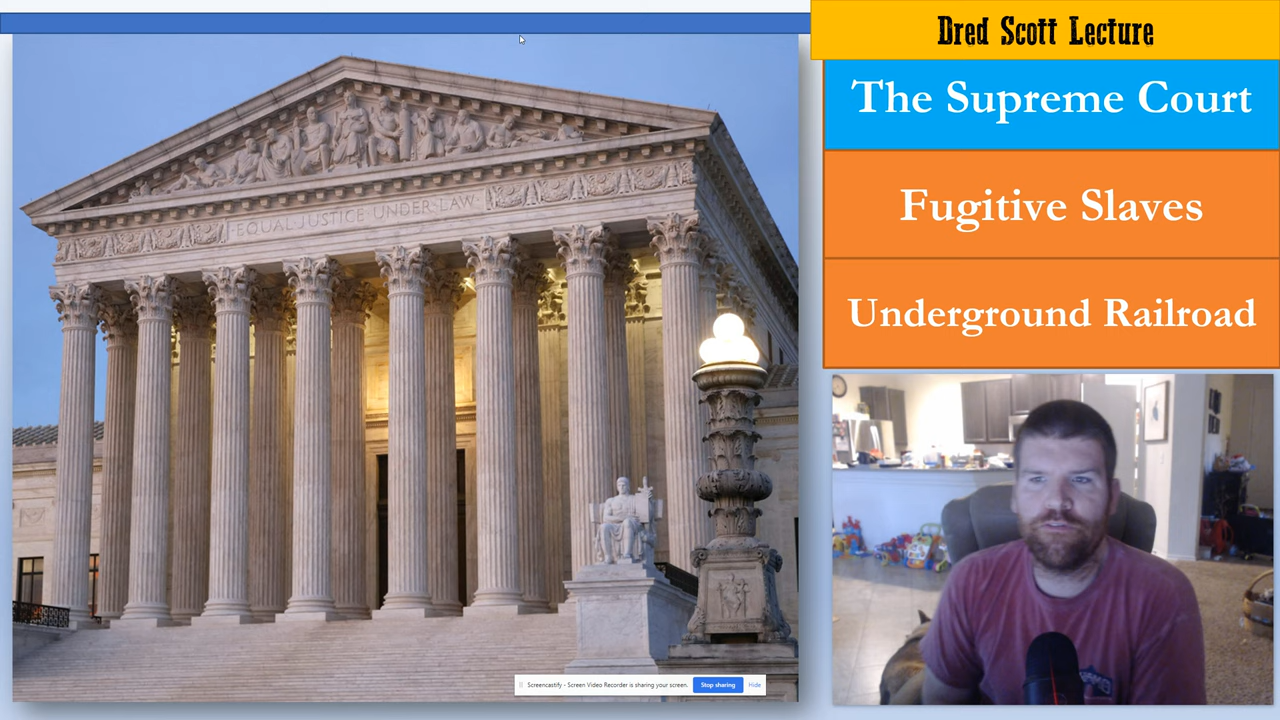 Dred Scott Lecture
The Supreme Court
Fugitive Slaves
Underground Railroad
EQUAL JUSTICE UNDER LAW
Screencastify - Screen Video Recorder is sharing your screen.
Stop sharing
Hide